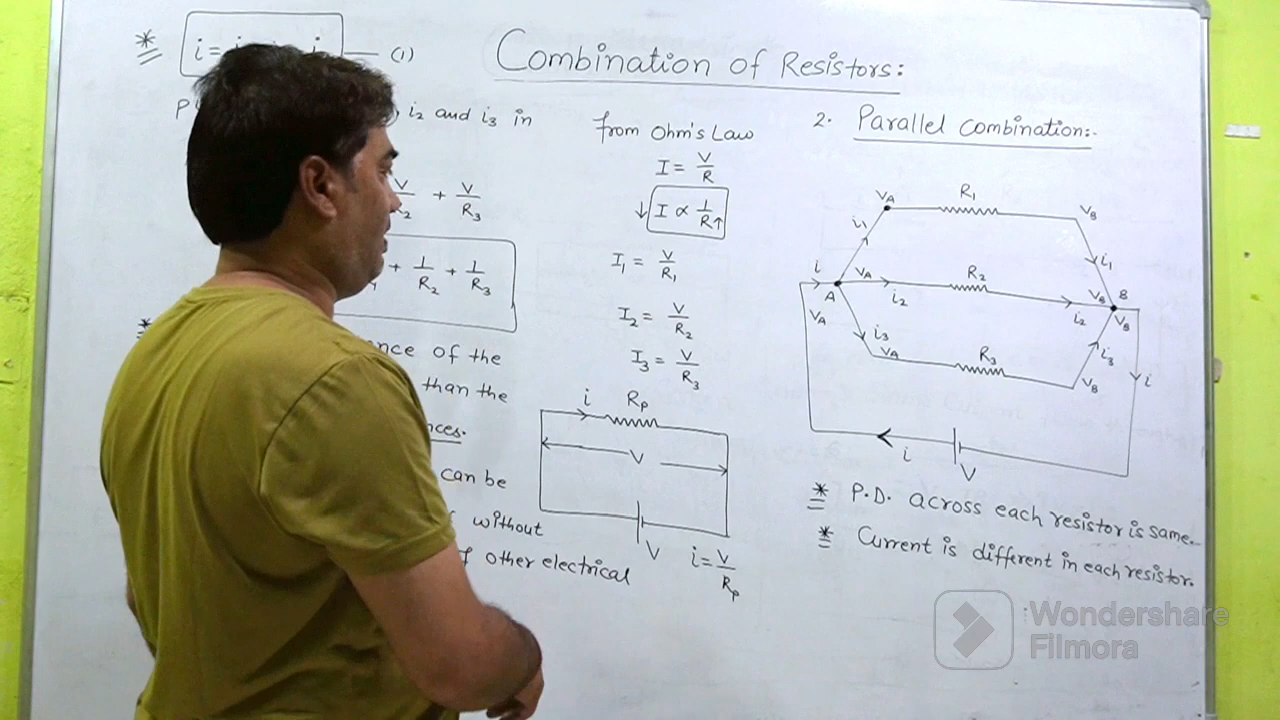 Combination of Resistors:
* i = i (1)
i2 and i3 in
V/R2 + V/R3
+ 1/R2 + 1/R3
of the
than the
can be
without
other electrical
from Ohm's Law
I = V/R
↓ I ∝ 1/R↑
I1 = V/R1
I2 = V/R2
I3 = V/R3
i Rp
V
V
i = V/Rp
2. Parallel Combination:-
VA R1 VB
i1 i1
i VA R2 VB B
A i2 i2 VB
VA i3 i3
VA R3 VB i
i V
* P.D. across each resistor is same.
* Current is different in each resistor.
Wondershare
Filmora